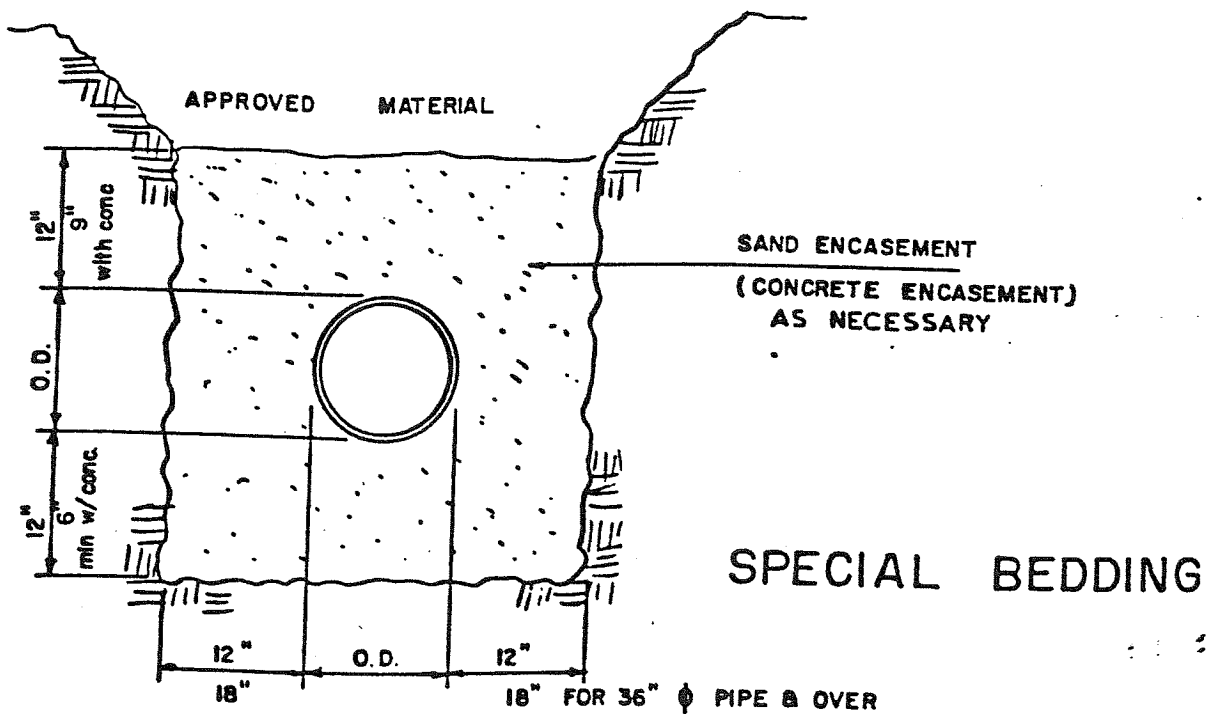 APPROVED MATERIAL
12"
9"
with conc
O.D.
12"
6"
min w/conc.
SAND ENCASEMENT
(CONCRETE ENCASEMENT)
AS NECESSARY
SPECIAL BEDDING
12" O.D. 12"
18" 18" FOR 36" ϕ PIPE & OVER